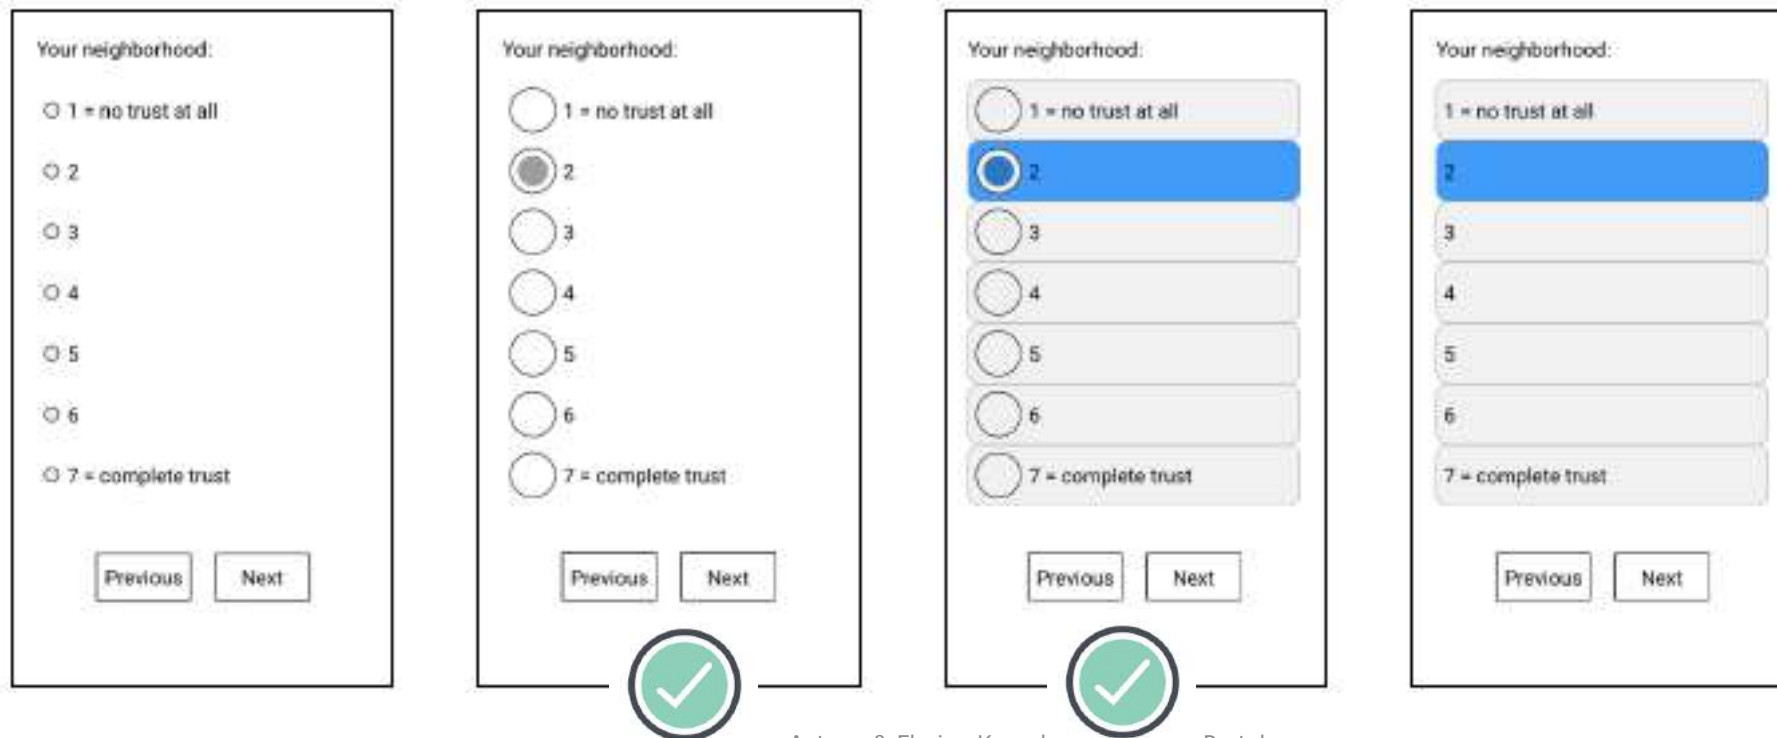 Your neighborhood:
1 = no trust at all
2
3
4
5
6
7 = complete trust
Previous Next
Your neighborhood:
1 = no trust at all
2
3
4
5
6
7 = complete trust
Previous Next
Your neighborhood:
1 = no trust at all
2
3
4
5
6
7 = complete trust
Previous Next
Your neighborhood:
1 = no trust at all
2
3
4
5
6
7 = complete trust
Previous Next